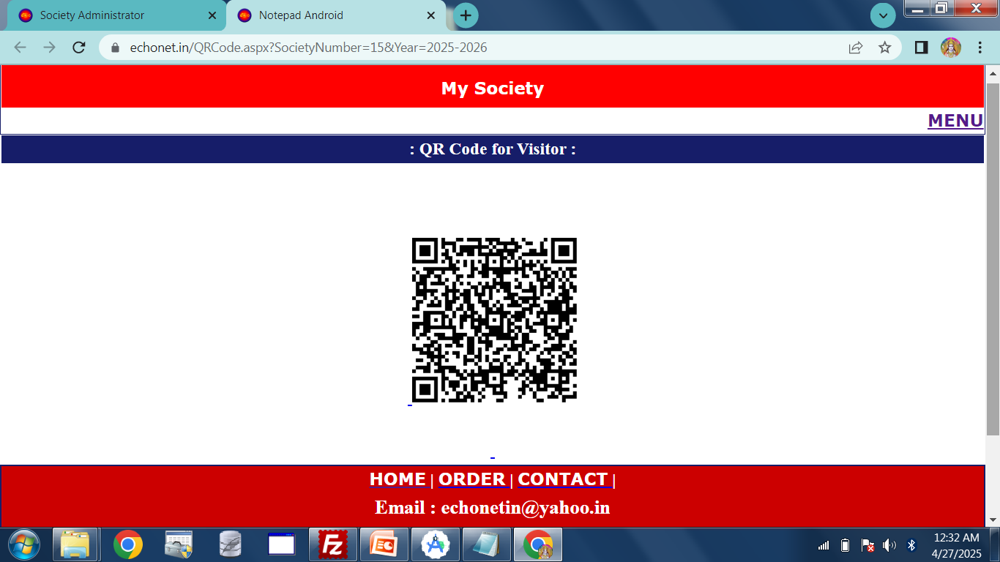 Society Administrator
Notepad Android
echonet.in/QRCode.aspx?SocietyNumber=15&Year=2025-2026
My Society
MENU
: QR Code for Visitor :
HOME | ORDER | CONTACT |
Email : echonetin@yahoo.in
12:32 AM
4/27/2025